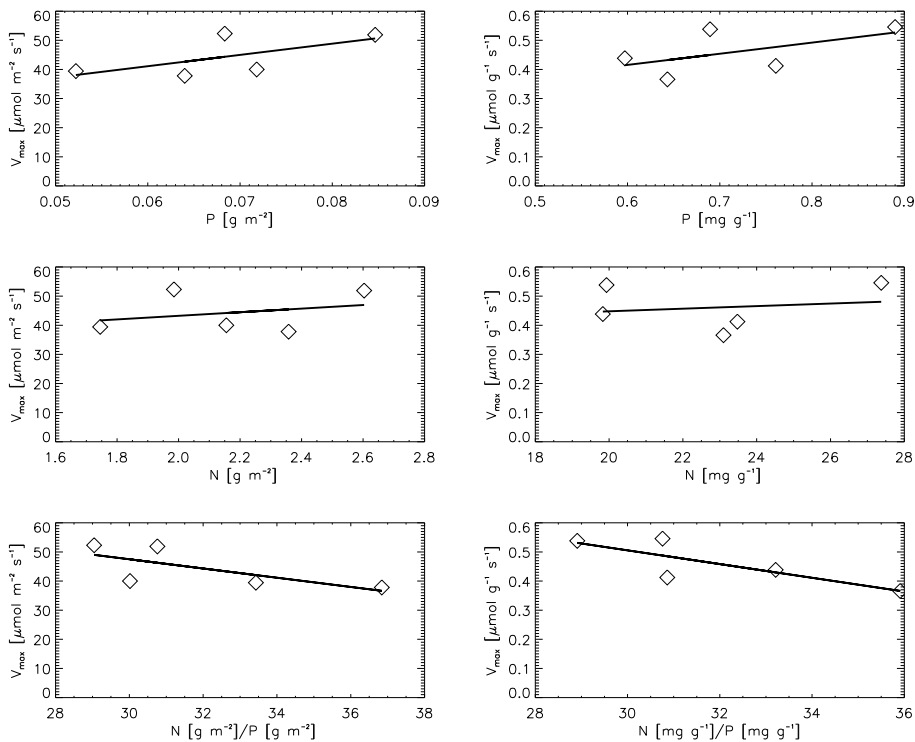 V_max [μmol m⁻² s⁻¹]
60
50
40
30
20
10
0
0.05 0.06 0.07 0.08 0.09
P [g m⁻²]
V_max [μmol g⁻¹ s⁻¹]
0.6
0.5
0.4
0.3
0.2
0.1
0.0
0.5 0.6 0.7 0.8 0.9
P [mg g⁻¹]
V_max [μmol m⁻² s⁻¹]
60
50
40
30
20
10
0
1.6 1.8 2.0 2.2 2.4 2.6 2.8
N [g m⁻²]
V_max [μmol g⁻¹ s⁻¹]
0.6
0.5
0.4
0.3
0.2
0.1
0.0
18 20 22 24 26 28
N [mg g⁻¹]
V_max [μmol m⁻² s⁻¹]
60
50
40
30
20
10
0
28 30 32 34 36 38
N [g m⁻²]/P [g m⁻²]
V_max [μmol g⁻¹ s⁻¹]
0.6
0.5
0.4
0.3
0.2
0.1
0.0
28 30 32 34 36
N [mg g⁻¹]/P [mg g⁻¹]